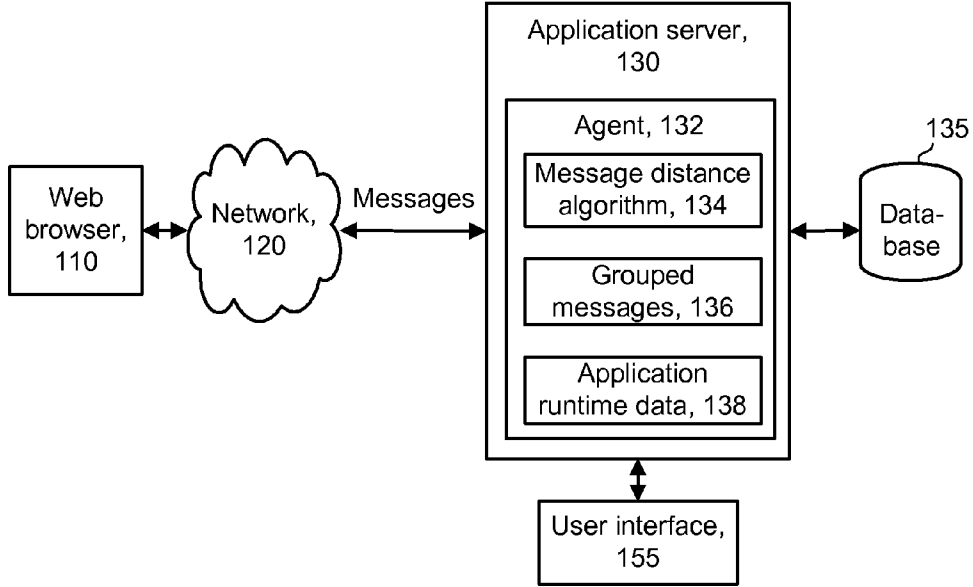 Application server,
130
Agent, 132
Message distance
algorithm, 134
Grouped
messages, 136
Application
runtime data, 138
Web
browser,
110
Network,
120
Messages
135
Data-
base
User interface,
155